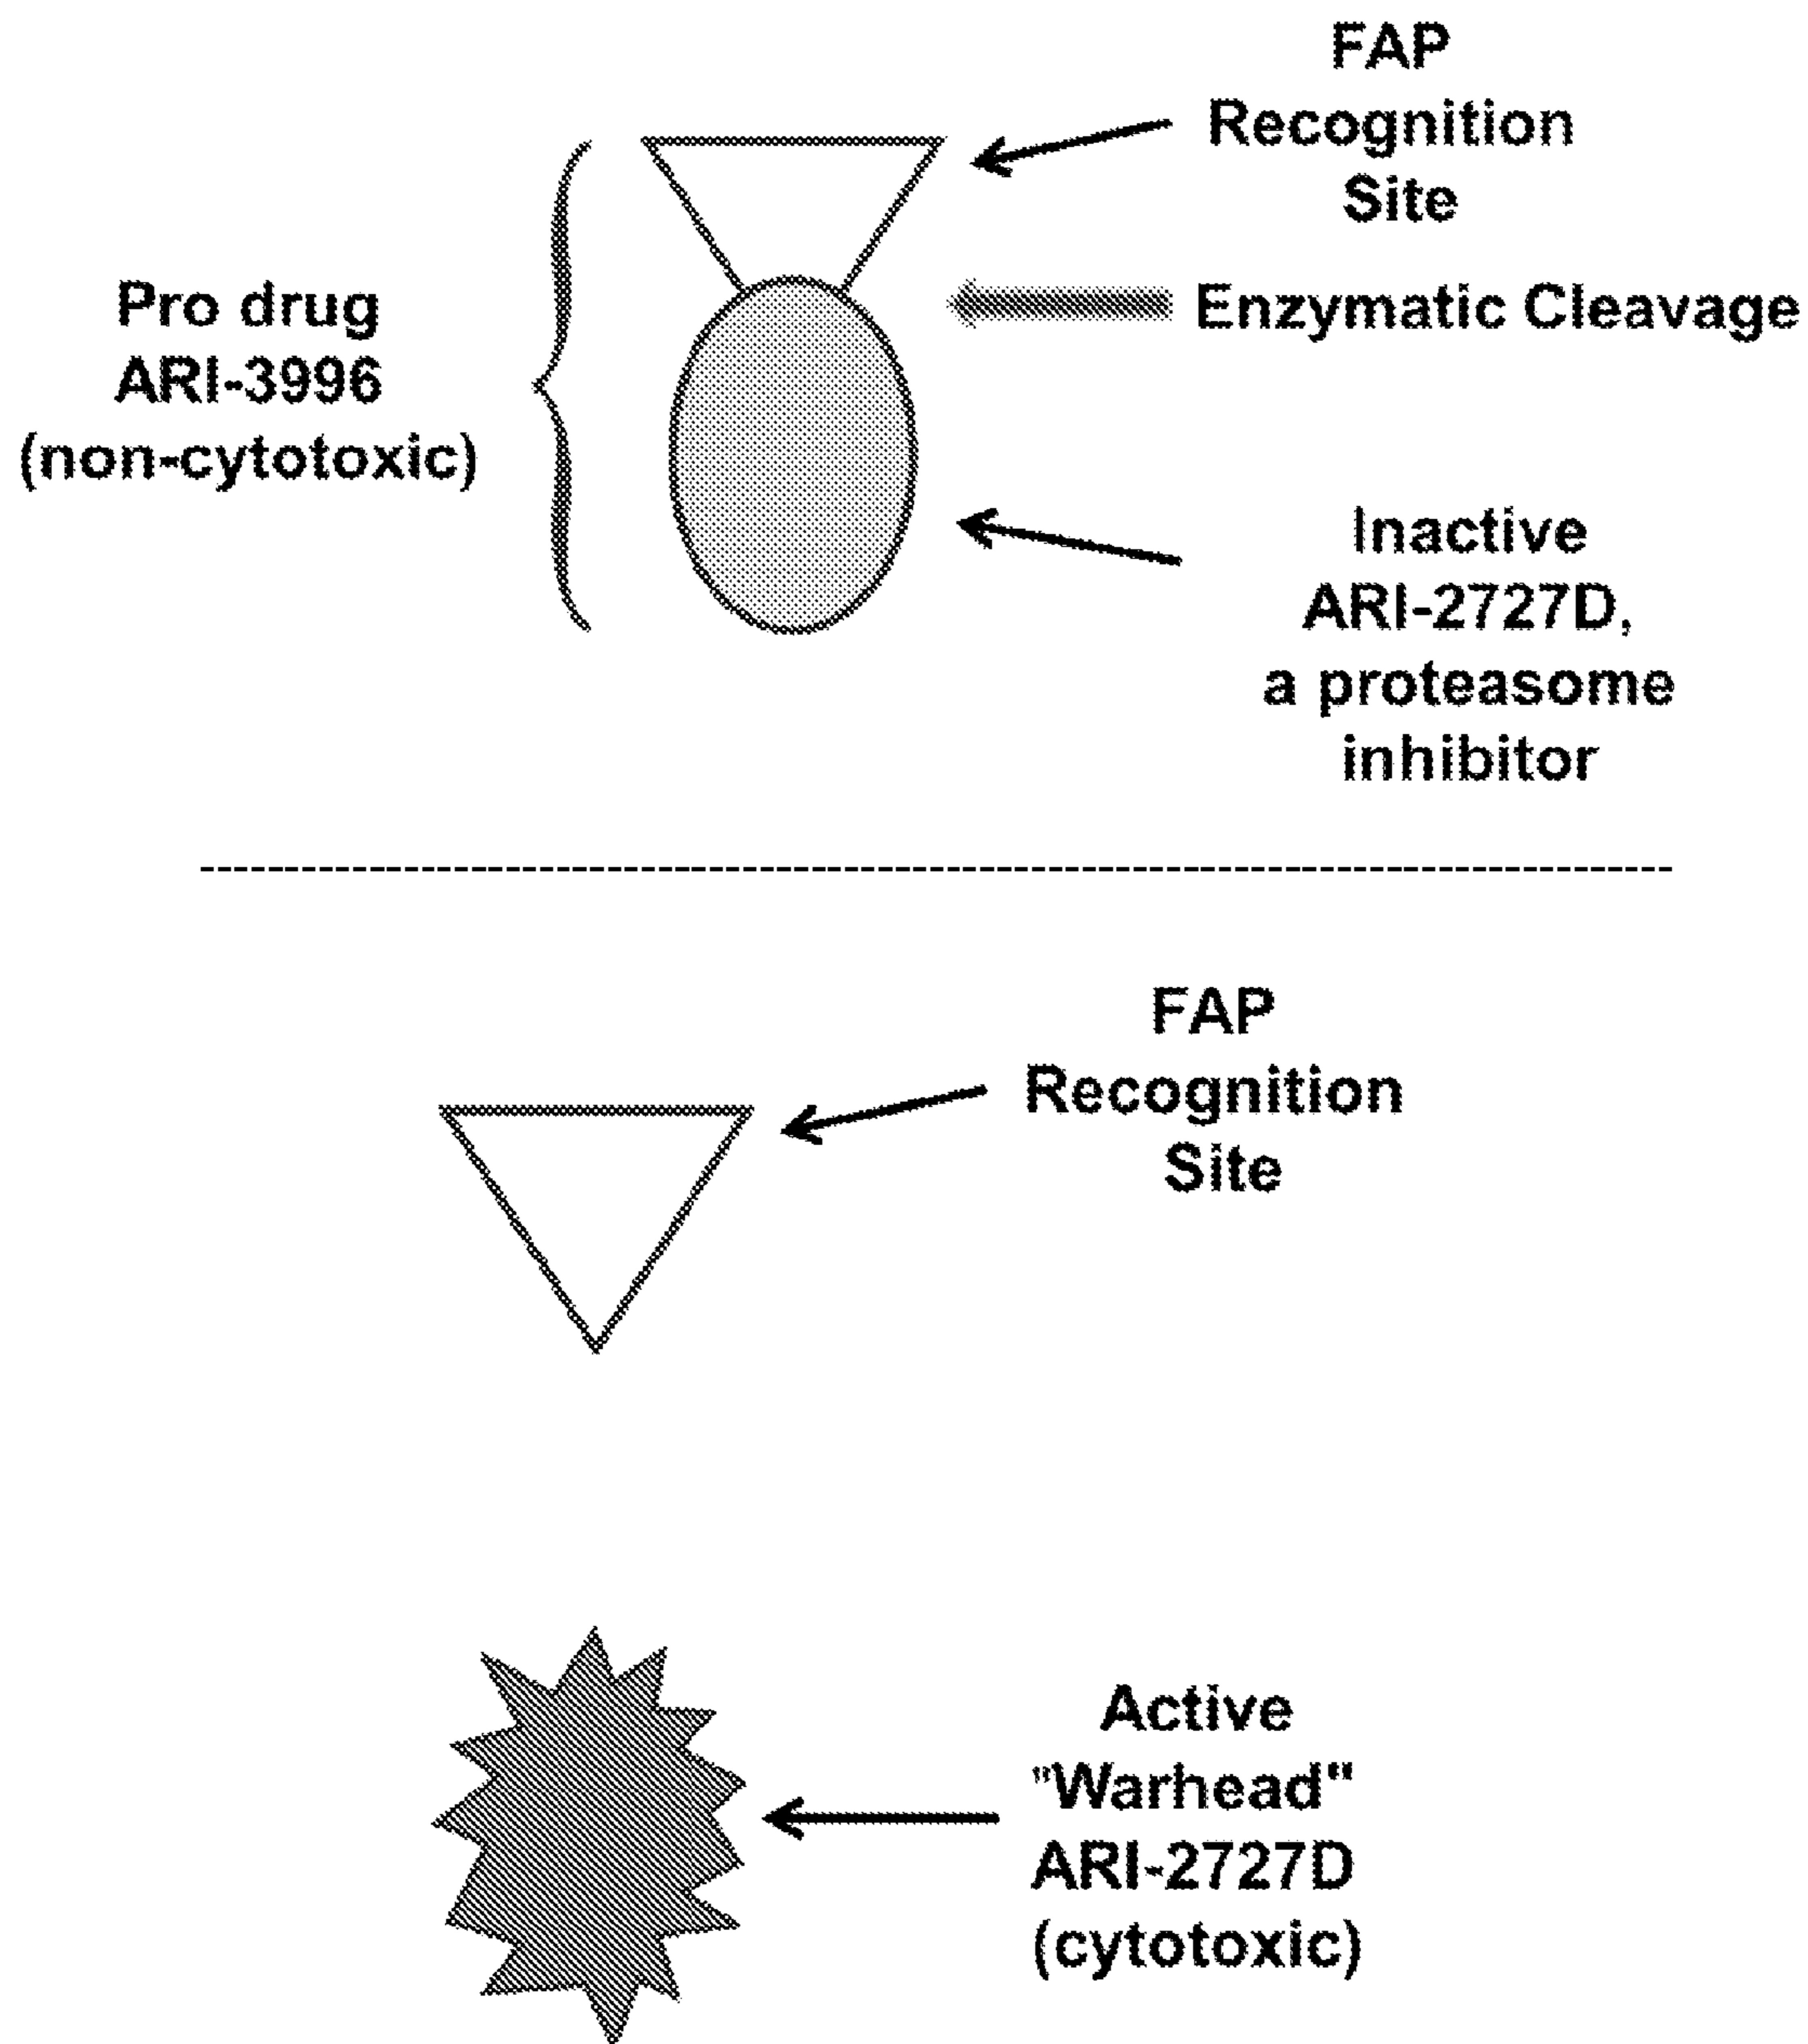 FAP
Recognition
Site
Enzymatic Cleavage
Pro drug
ARI-3996
(non-cytotoxic)
Inactive
ARI-2727D,
a proteasome
inhibitor
FAP
Recognition
Site
Active
"Warhead"
ARI-2727D
(cytotoxic)